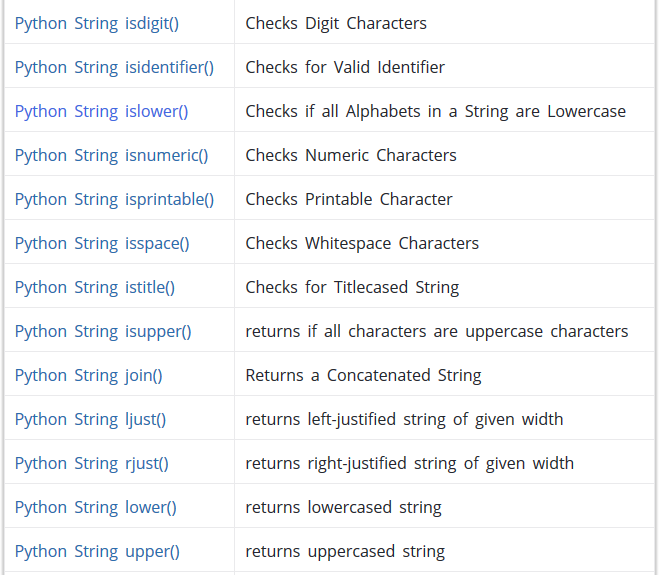 Python String isdigit() Checks Digit Characters
Python String isidentifier() Checks for Valid Identifier
Python String islower() Checks if all Alphabets in a String are Lowercase
Python String isnumeric() Checks Numeric Characters
Python String isprintable() Checks Printable Character
Python String isspace() Checks Whitespace Characters
Python String istitle() Checks for Titlecased String
Python String isupper() returns if all characters are uppercase characters
Python String join() Returns a Concatenated String
Python String ljust() returns left-justified string of given width
Python String rjust() returns right-justified string of given width
Python String lower() returns lowercased string
Python String upper() returns uppercased string